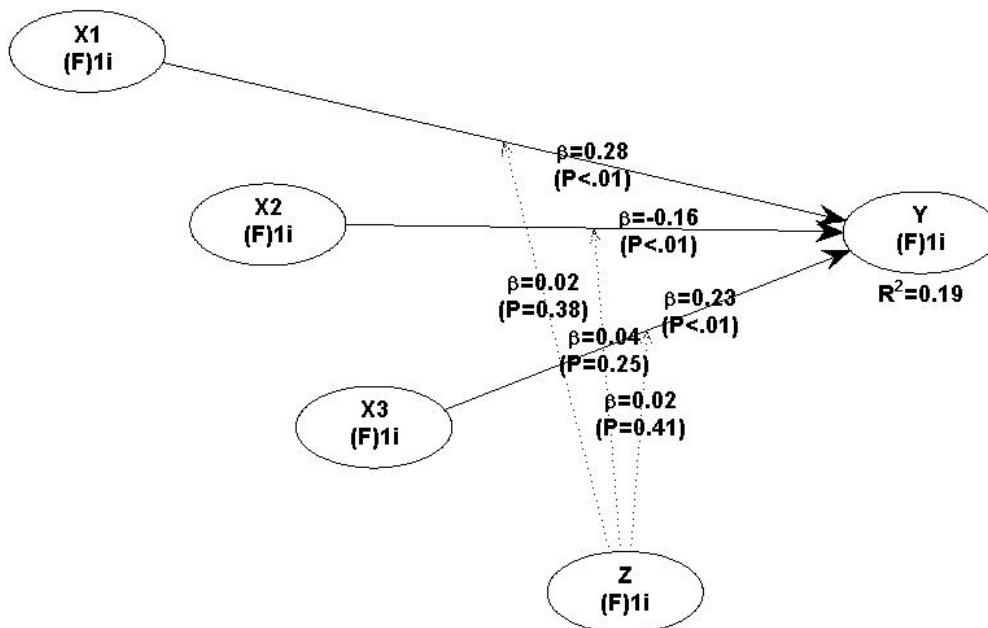 X1
(F)1i
β=0.28
(P<.01)
X2
(F)1i
β=-0.16
(P<.01)
Y
(F)1i
R²=0.19
β=0.02
(P=0.38)
β=0.23
(P<.01)
β=0.04
(P=0.25)
X3
(F)1i
β=0.02
(P=0.41)
Z
(F)1i